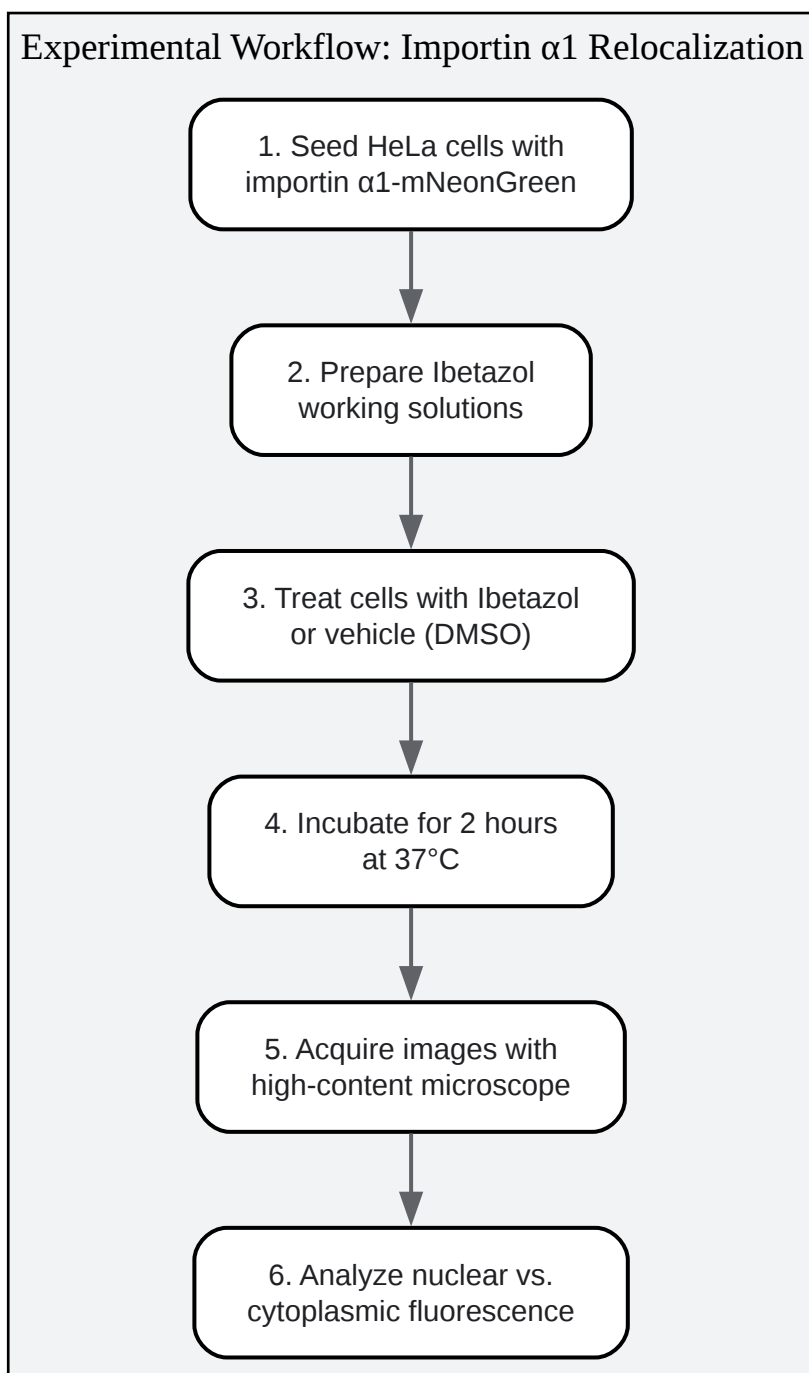 Experimental Workflow: Importin α1 Relocalization
1. Seed HeLa cells with
importin α1-mNeonGreen
2. Prepare Ibetazol
working solutions
3. Treat cells with Ibetazol
or vehicle (DMSO)
4. Incubate for 2 hours
at 37°C
5. Acquire images with
high-content microscope
6. Analyze nuclear vs.
cytoplasmic fluorescence